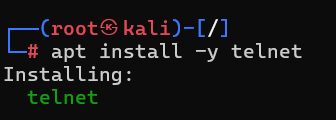 ┌──(root㉿kali)-[/]
└─# apt install -y telnet
Installing:
  telnet